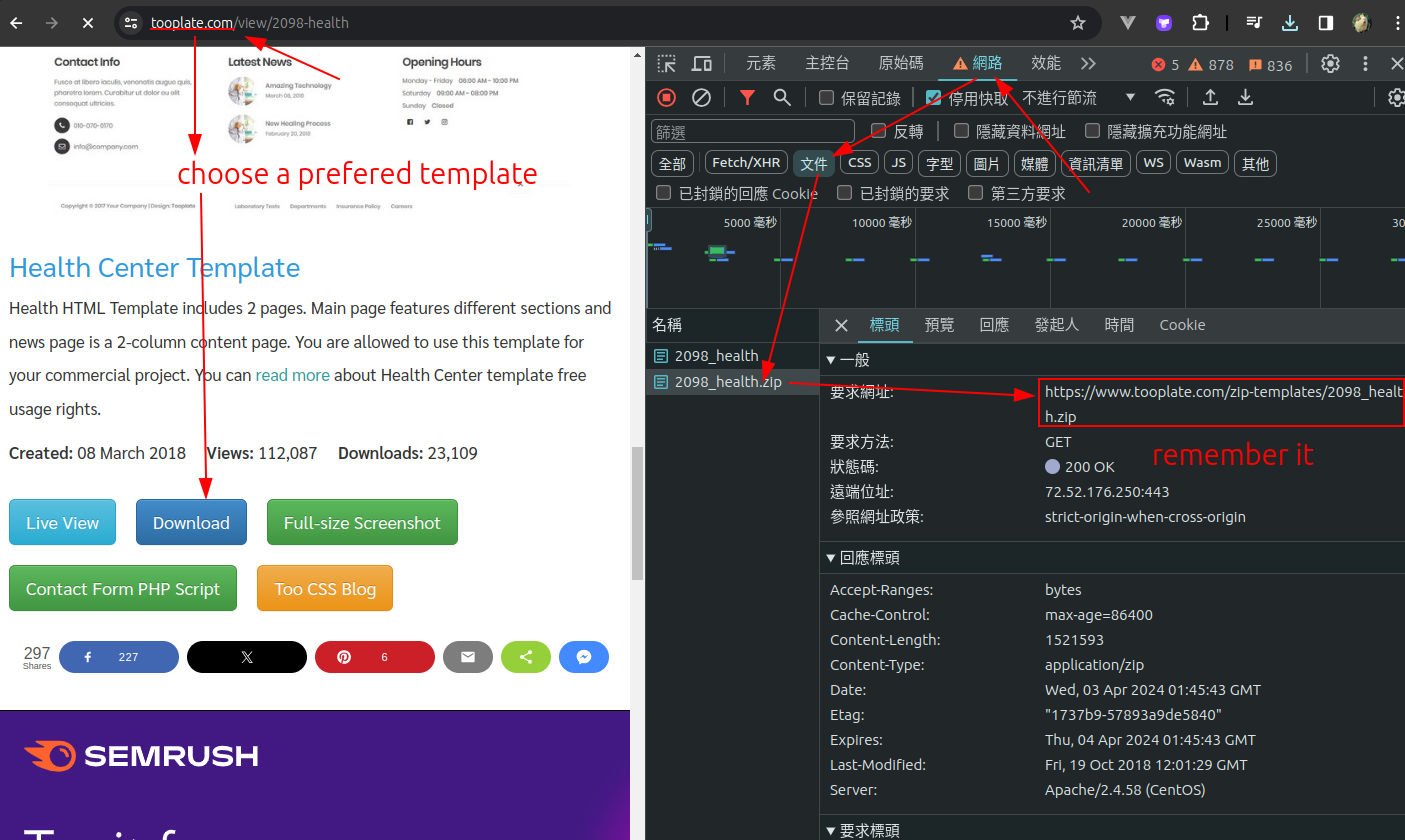 tooplate.com/view/2098-health
Contact Info
Fusce at libero iaculis, venenatis augue quis,
pharetra lorem. Curabitur ut dolor eu elit
consequat ultricies.
010-070-0170
info@company.com
Latest News
Amazing Technology
March 08, 2018
New Healing Process
February 20, 2018
Opening Hours
Monday - Friday 06:00 AM - 10:00 PM
Saturday 09:00 AM - 08:00 PM
Sunday Closed
choose a prefered template
Copyright © 2017 Your Company | Design: Tooplate
Laboratory Tests Departments Insurance Policy Careers
Health Center Template
Health HTML Template includes 2 pages. Main page features different sections and
news page is a 2-column content page. You are allowed to use this template for
your commercial project. You can read more about Health Center template free
usage rights.
Created: 08 March 2018 Views: 112,087 Downloads: 23,109
Live View Download Full-size Screenshot
Contact Form PHP Script Too CSS Blog
297
Shares
227
6
SEMRUSH
元素 主控台 原始碼 網路 效能 5 878 836
保留記錄 停用快取 不進行節流
篩選 反轉 隱藏資料網址 隱藏擴充功能網址
全部 Fetch/XHR 文件 CSS JS 字型 圖片 媒體 資訊清單 WS Wasm 其他
已封鎖的回應 Cookie 已封鎖的要求 第三方要求
5000 毫秒 10000 毫秒 15000 毫秒 20000 毫秒 25000 毫秒 30
名稱
2098_health
2098_health.zip
標頭 預覽 回應 發起人 時間 Cookie
一般
要求網址: https://www.tooplate.com/zip-templates/2098_healt
h.zip
要求方法: GET
狀態碼: 200 OK
remember it
遠端位址: 72.52.176.250:443
參照網址政策: strict-origin-when-cross-origin
回應標頭
Accept-Ranges: bytes
Cache-Control: max-age=86400
Content-Length: 1521593
Content-Type: application/zip
Date: Wed, 03 Apr 2024 01:45:43 GMT
Etag: "1737b9-57893a9de5840"
Expires: Thu, 04 Apr 2024 01:45:43 GMT
Last-Modified: Fri, 19 Oct 2018 12:01:29 GMT
Server: Apache/2.4.58 (CentOS)
要求標頭